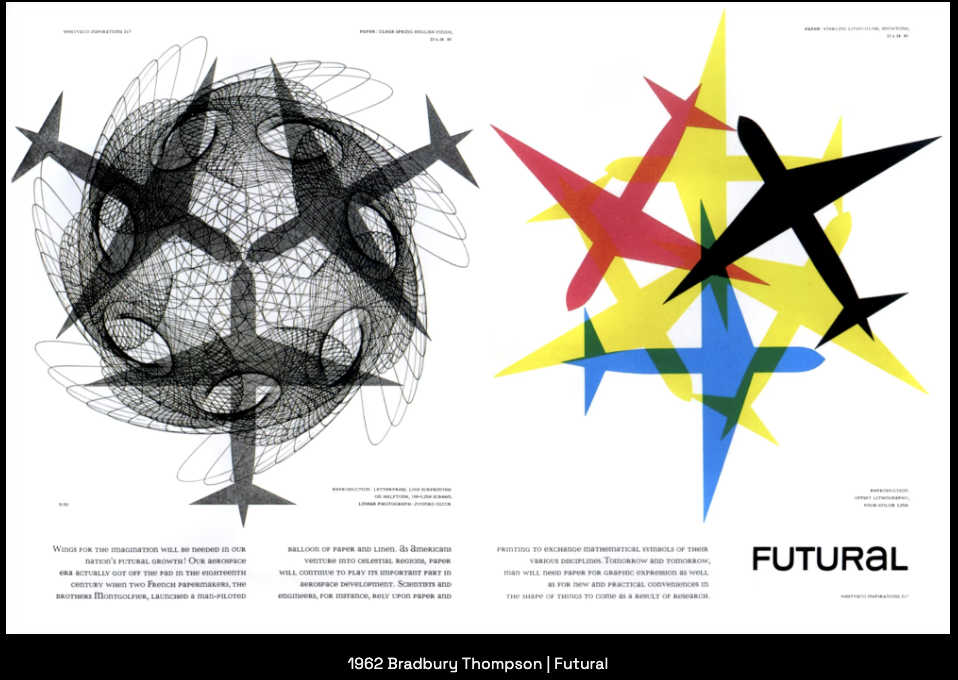 WESTVACO INSPIRATIONS 217
PAPER: CLEAR SPRING ENGLISH FINISH,
25 x 38 - 80
PAPER: STERLING LITHO-GLOSS,
25 x 38 - 80
REPRODUCTION: LETTERPRESS, LINE SURPRINTED
ON HALFTONE, 100-LINE SCREEN.
LINEAR PHOTOGRAPH:
REPRODUCTION:
OFFSET LITHOGRAPHY,
FOUR-COLOR LINE
Wings for the imagination will be needed in our
nation's futural growth! Our aerospace
era actually got off the pad in the eighteenth
century when two French papermakers, the
brothers Montgolfier, launched a man-piloted
balloon of paper and linen. as americans
venture into celestial regions, paper
will continue to play its important part in
aerospace development. Scientists and
engineers, for instance, rely upon paper and
printing to exchange mathematical symbols of their
various disciplines. Tomorrow and tomorrow,
man will need paper for graphic expression as well
as for new and practical conveniences in
the shape of things to come as a result of research.
FUTURaL
WESTVACO INSPIRATIONS 217
1962 Bradbury Thompson | Futural